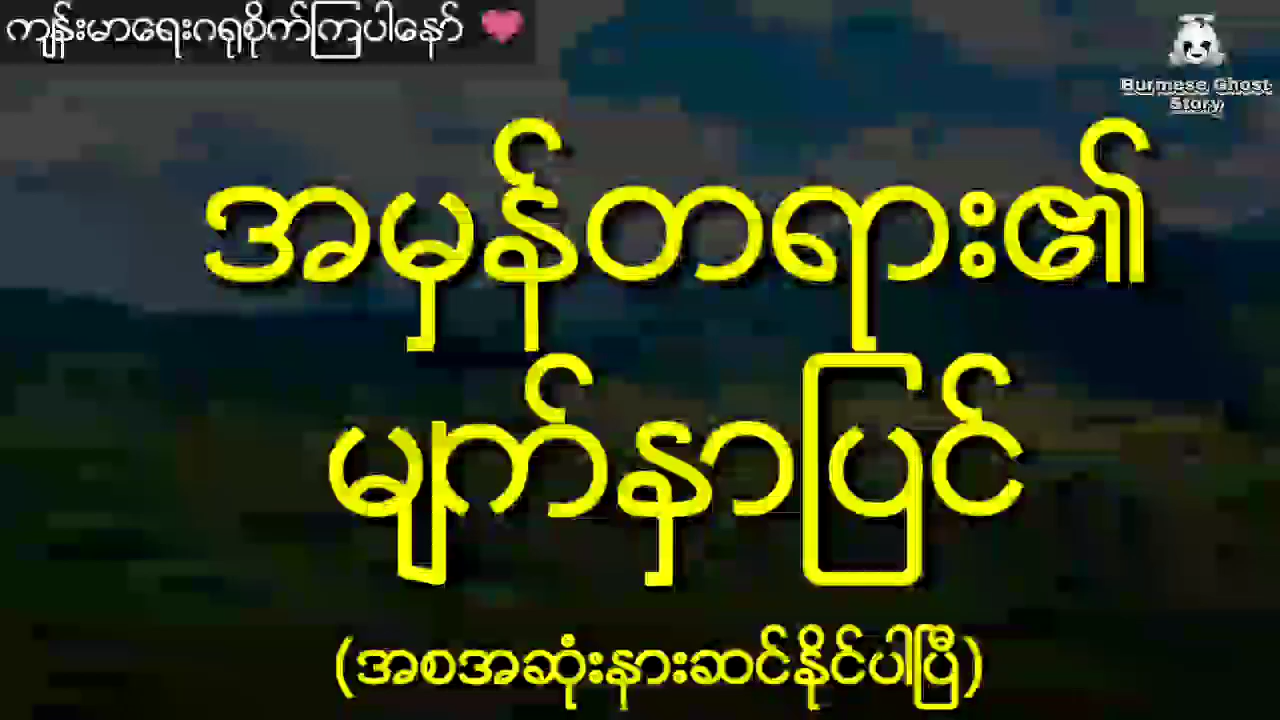 ကျန်းမာရေးဂရုစိုက်ကြပါနော် ❤
Burmese Ghost
Story
အမှန်တရား၏
မျက်နှာပြင်
(အစအဆုံးနားဆင်နိုင်ပါပြီ)